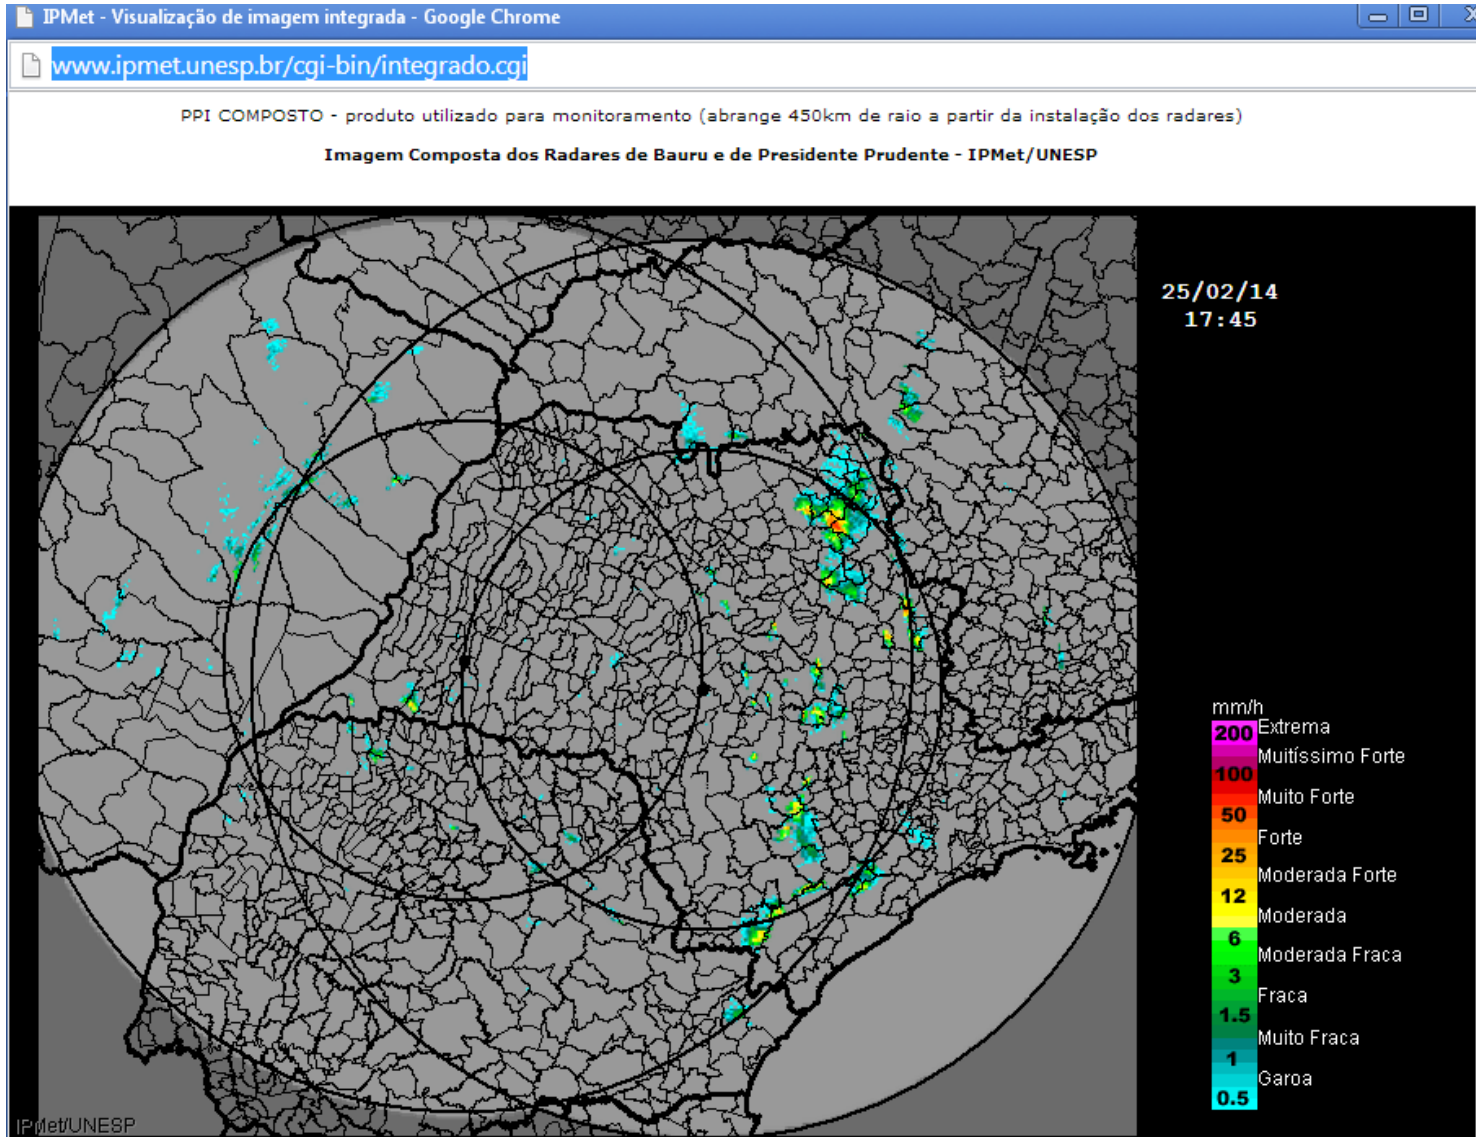 IPMet - Visualização de imagem integrada - Google Chrome
www.ipmet.unesp.br/cgi-bin/integrado.cgi
PPI COMPOSTO - produto utilizado para monitoramento (abrange 450km de raio a partir da instalação dos radares)
Imagem Composta dos Radares de Bauru e de Presidente Prudente - IPMet/UNESP
25/02/14
17:45
mm/h
200 Extrema
Muitíssimo Forte
100
Muito Forte
50
Forte
25
Moderada Forte
12
Moderada
6
Moderada Fraca
3
Fraca
1.5
Muito Fraca
1
Garoa
0.5
IPMet/UNESP